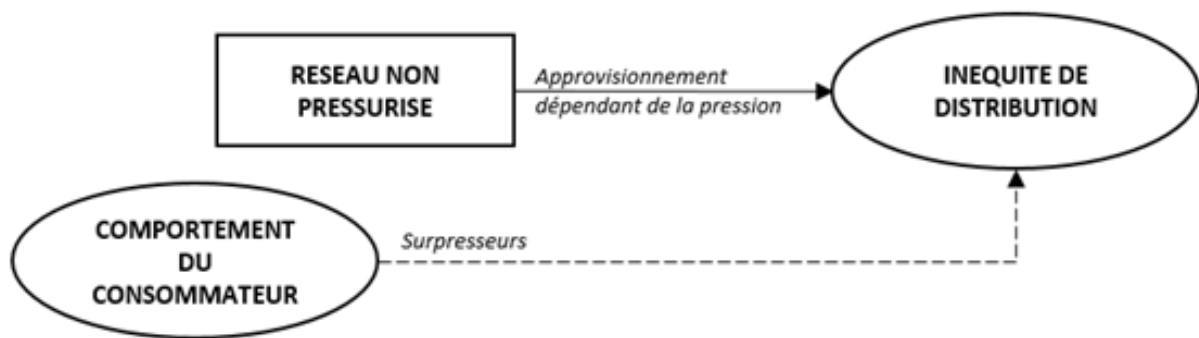 RESEAU NON
PRESSURISE
Approvisionnement
dépendant de la pression
INEQUITE DE
DISTRIBUTION
COMPORTEMENT
DU
CONSOMMATEUR
Surpresseurs